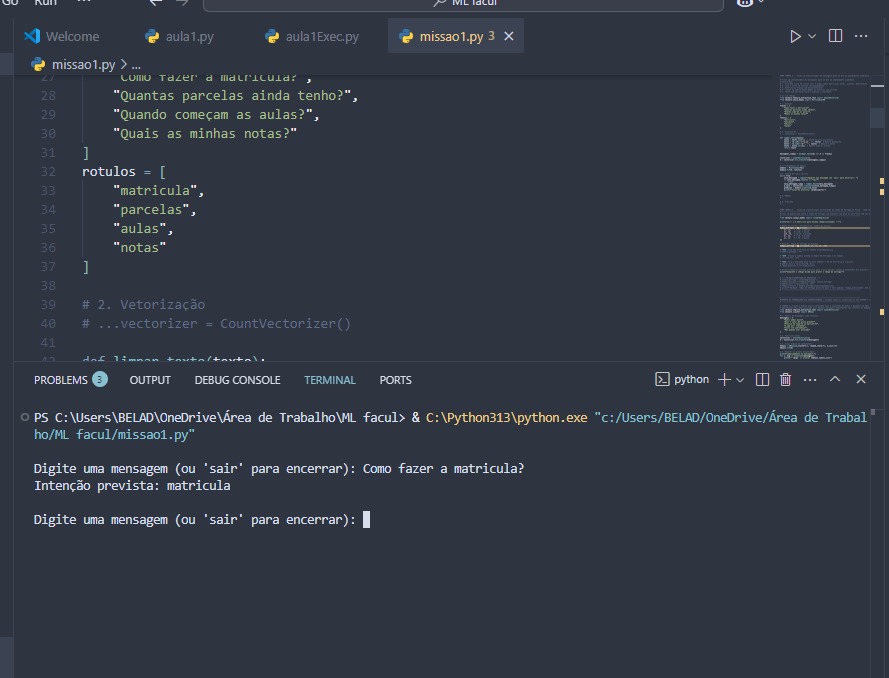 Go Run ... ML facul
Welcome aula1.py aula1Exec.py missao1.py 3
missao1.py > ...
27 "Como fazer a matricula?",
28 "Quantas parcelas ainda tenho?",
29 "Quando começam as aulas?",
30 "Quais as minhas notas?"
31 ]
32 rotulos = [
33 "matricula",
34 "parcelas",
35 "aulas",
36 "notas"
37 ]
38
39 # 2. Vetorização
40 # ...vectorizer = CountVectorizer()
41
42 def limpar_texto(texto):
PROBLEMS 3 OUTPUT DEBUG CONSOLE TERMINAL PORTS python
PS C:\Users\BELAD\OneDrive\Área de Trabalho\ML facul> & C:\Python313\python.exe "c:/Users/BELAD/OneDrive/Área de Trabal
ho/ML facul/missao1.py"
Digite uma mensagem (ou 'sair' para encerrar): Como fazer a matricula?
Intenção prevista: matricula
Digite uma mensagem (ou 'sair' para encerrar):